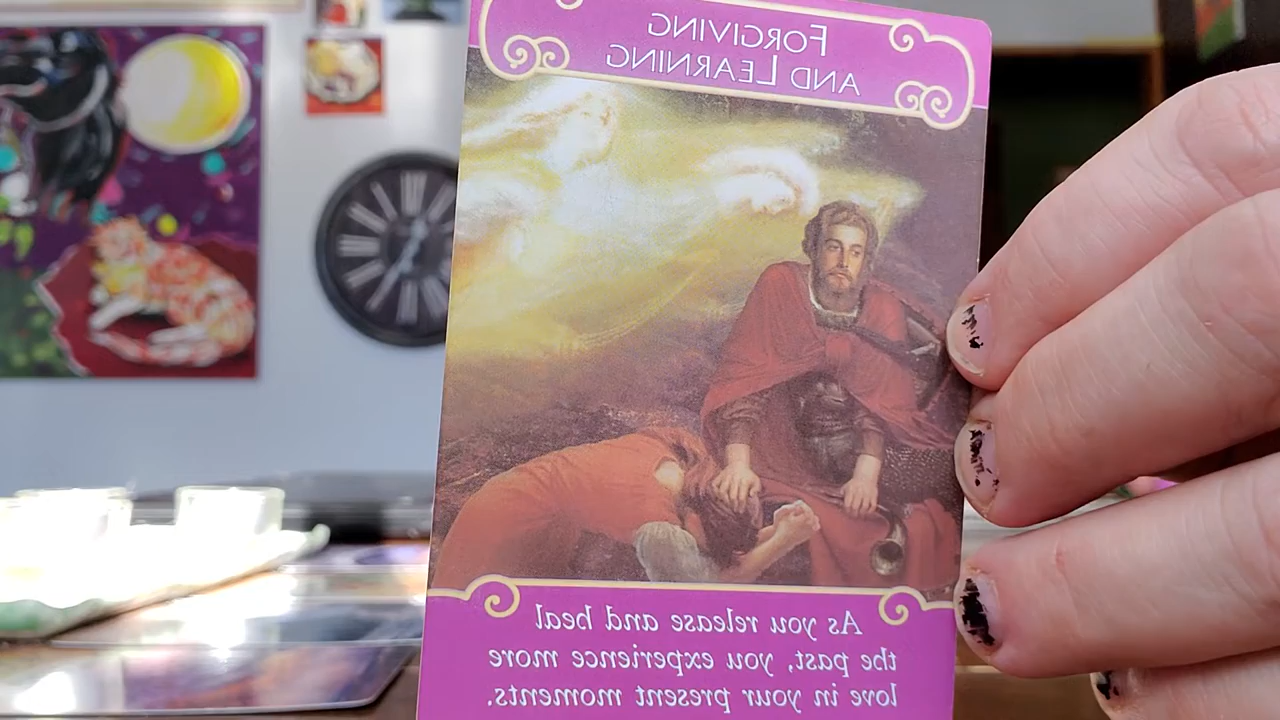 Forgiving
and Learning
As you release and heal
the past, you experience more
love in your present moments.